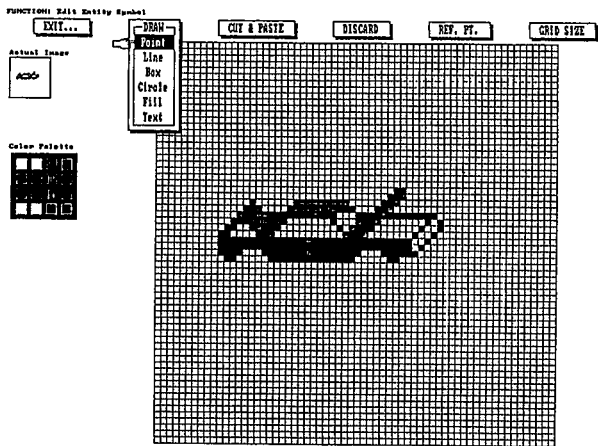 FUNCTION: Edit Entity Symbol
EXIT... DRAW CUT & PASTE DISCARD REF. PT. GRID SIZE
Actual Image
Point
Line
Box
Circle
Fill
Text
Color Palette